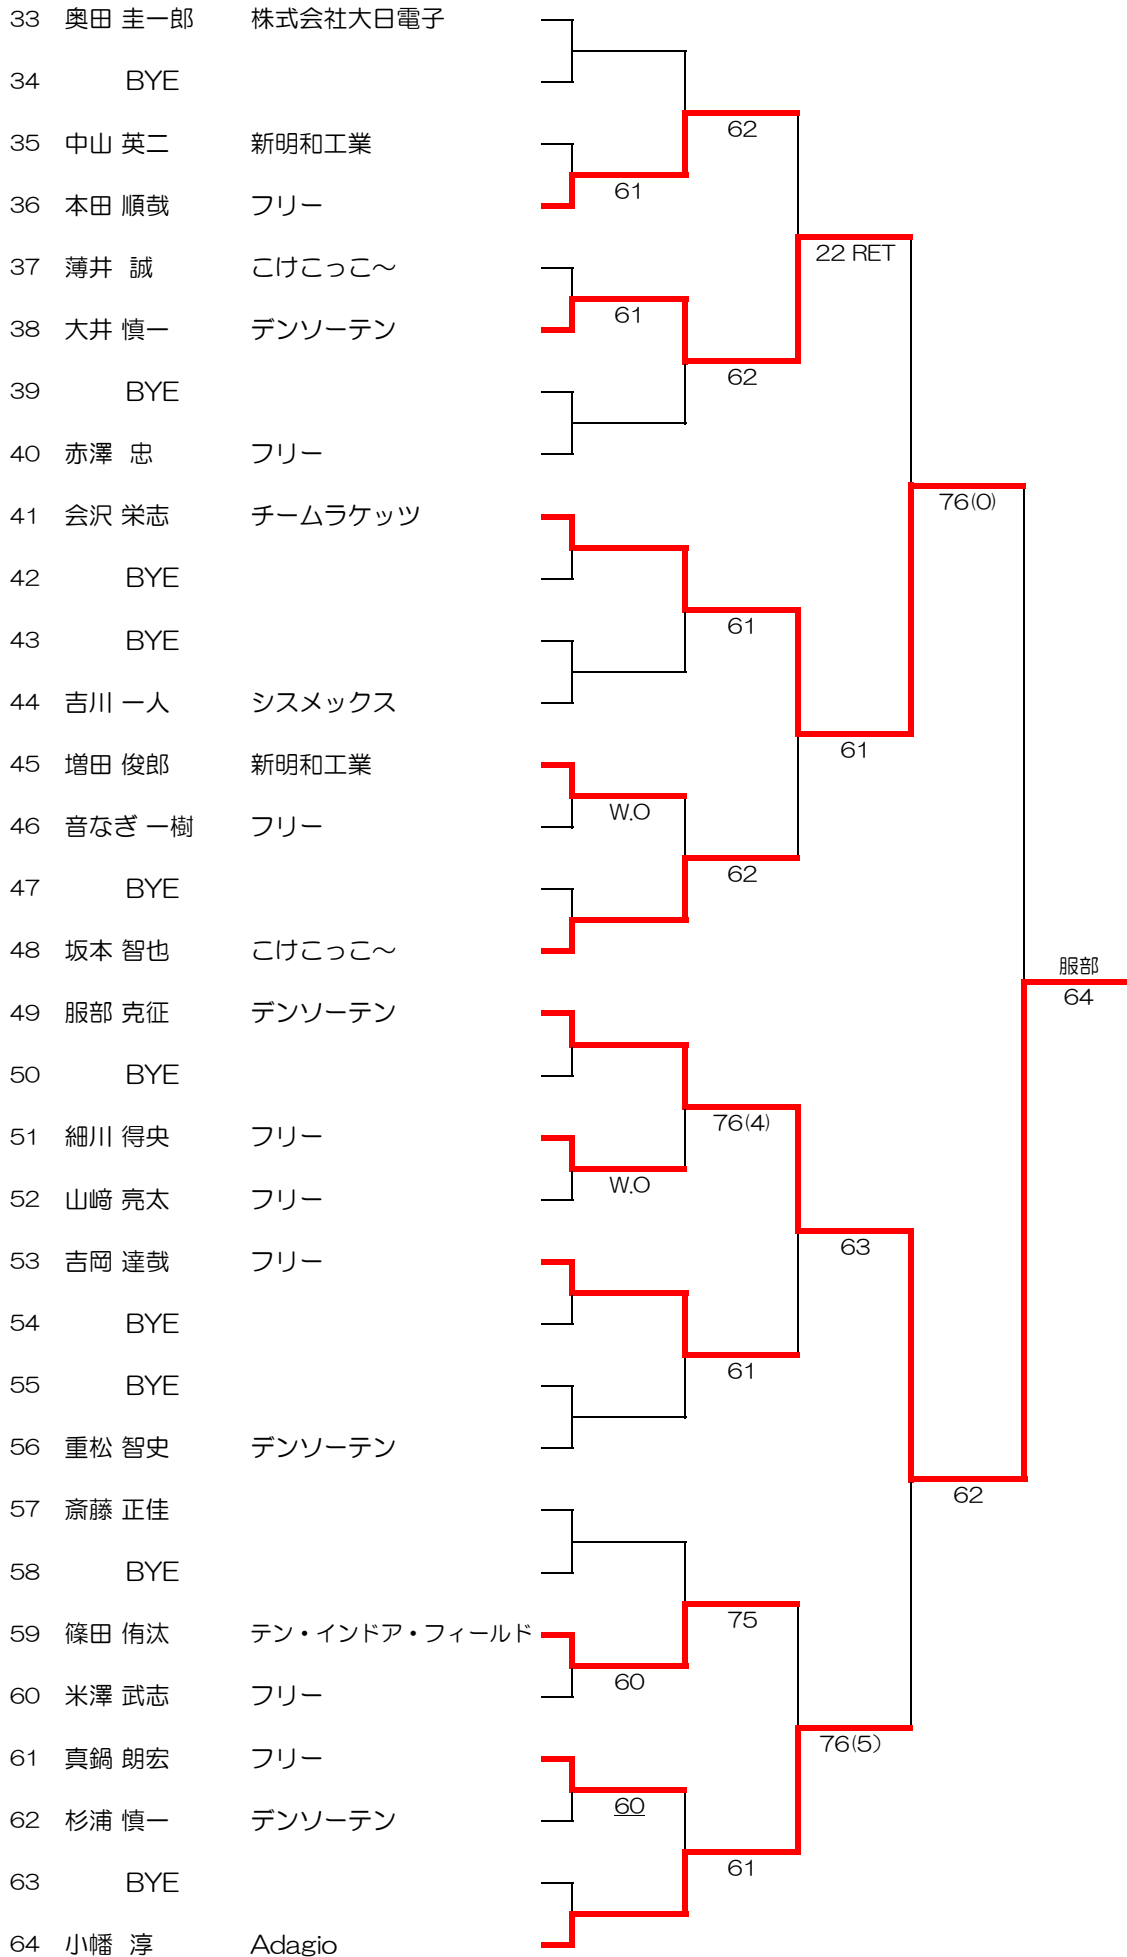 33 奥田 圭一郎 株式会社大日電子
34 BYE
62
35 中山 英二 新明和工業
61
36 本田 順哉 フリー
22 RET
37 薄井 誠 こけこっこ～
61
38 大井 慎一 デンソーテン
62
39 BYE
40 赤澤 忠 フリー
76(0)
41 会沢 栄志 チームラケッツ
42 BYE
61
43 BYE
44 吉川 一人 シスメックス
61
45 増田 俊郎 新明和工業
W.O
46 音なぎ 一樹 フリー
62
47 BYE
48 坂本 智也 こけこっこ～
服部
64
49 服部 克征 デンソーテン
50 BYE
76(4)
51 細川 得央 フリー
W.O
52 山﨑 亮太 フリー
63
53 吉岡 達哉 フリー
54 BYE
61
55 BYE
56 重松 智史 デンソーテン
62
57 斎藤 正佳
58 BYE
75
59 篠田 侑汰 テン・インドア・フィールド
60
60 米澤 武志 フリー
76(5)
61 真鍋 朗宏 フリー
60
62 杉浦 慎一 デンソーテン
61
63 BYE
64 小幡 淳 Adagio